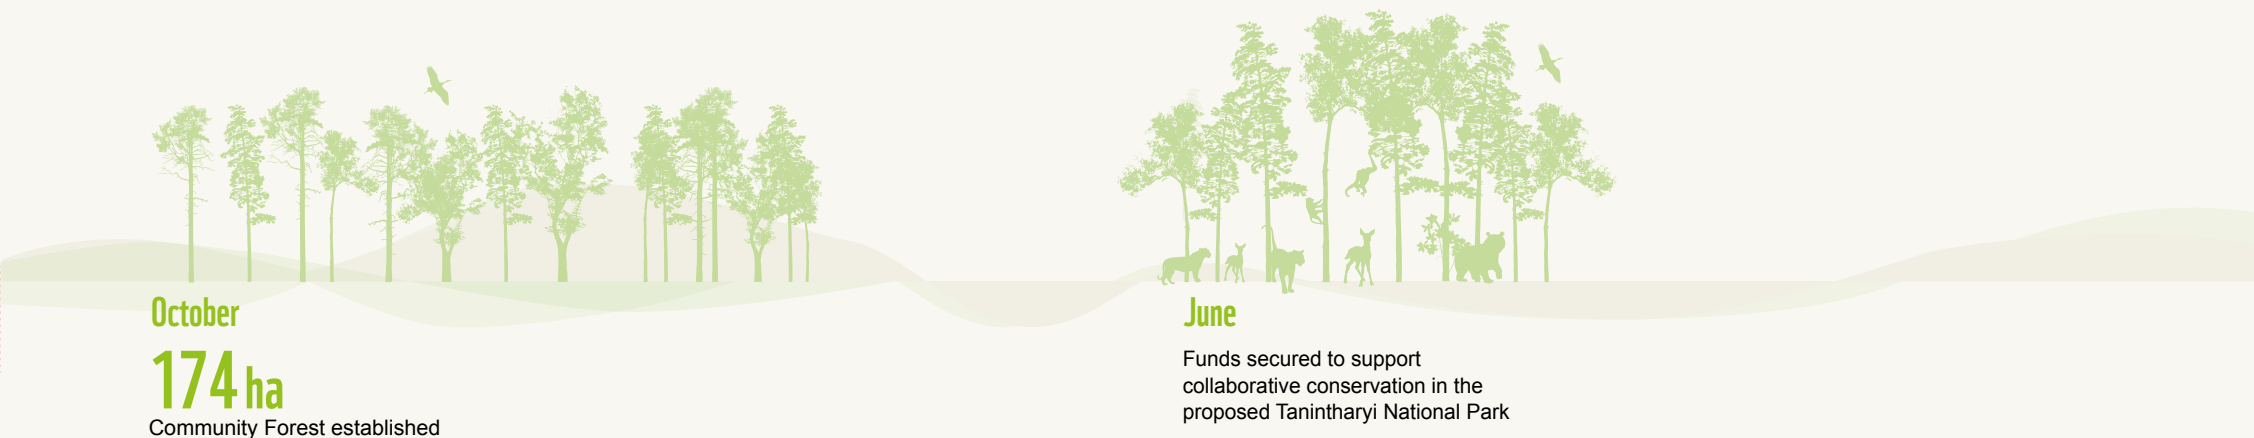 October
174 ha
Community Forest established
June
Funds secured to support
collaborative conservation in the
proposed Tanintharyi National Park